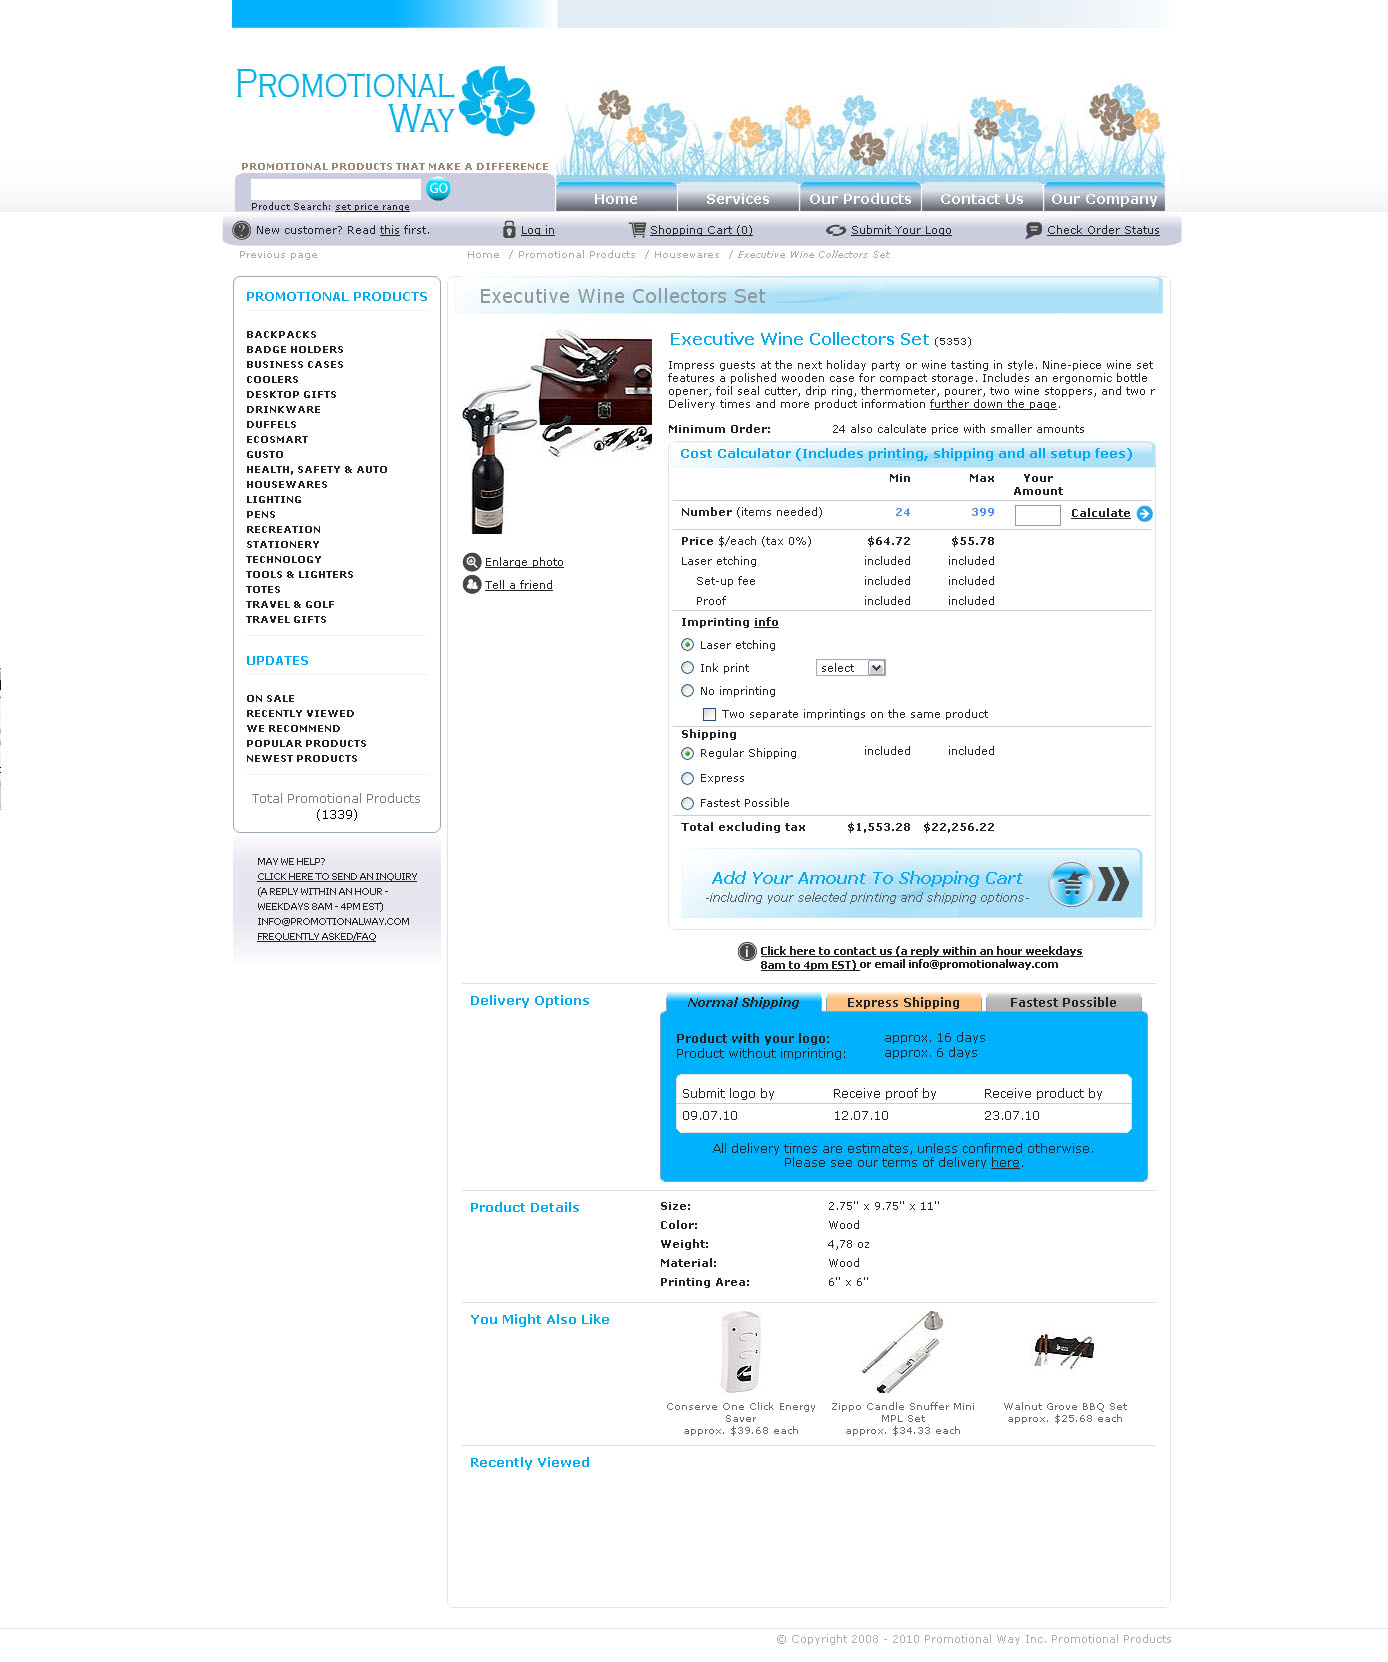 PROMOTIONAL
WAY
PROMOTIONAL PRODUCTS THAT MAKE A DIFFERENCE
GO
Product Search: set price range
Home
Services
Our Products
Contact Us
Our Company
New customer? Read this first.
Log in
Shopping Cart (0)
Submit Your Logo
Check Order Status
Previous page
Home / Promotional Products / Housewares / Executive Wine Collectors Set
PROMOTIONAL PRODUCTS
BACKPACKS
BADGE HOLDERS
BUSINESS CASES
COOLERS
DESKTOP GIFTS
DRINKWARE
DUFFELS
ECOSMART
GUSTO
HEALTH, SAFETY & AUTO
HOUSEWARES
LIGHTING
PENS
RECREATION
STATIONERY
TECHNOLOGY
TOOLS & LIGHTERS
TOTES
TRAVEL & GOLF
TRAVEL GIFTS
UPDATES
ON SALE
RECENTLY VIEWED
WE RECOMMEND
POPULAR PRODUCTS
NEWEST PRODUCTS
Total Promotional Products
(1339)
MAY WE HELP?
CLICK HERE TO SEND AN INQUIRY
(A REPLY WITHIN AN HOUR -
WEEKDAYS 8AM - 4PM EST)
INFO@PROMOTIONALWAY.COM
FREQUENTLY ASKED/FAQ
Executive Wine Collectors Set
Enlarge photo
Tell a friend
Executive Wine Collectors Set (5353)
Impress guests at the next holiday party or wine tasting in style. Nine-piece wine set
features a polished wooden case for compact storage. Includes an ergonomic bottle
opener, foil seal cutter, drip ring, thermometer, pourer, two wine stoppers, and two r
Delivery times and more product information further down the page.
Minimum Order: 24 also calculate price with smaller amounts
Cost Calculator (Includes printing, shipping and all setup fees)
Min Max Your
Amount
Number (items needed) 24 399 Calculate
Price $/each (tax 0%) $64.72 $55.78
Laser etching included included
Set-up fee included included
Proof included included
Imprinting info
Laser etching
Ink print select
No imprinting
Two separate imprintings on the same product
Shipping
Regular Shipping included included
Express
Fastest Possible
Total excluding tax $1,553.28 $22,256.22
Add Your Amount To Shopping Cart
-including your selected printing and shipping options-
Click here to contact us (a reply within an hour weekdays
8am to 4pm EST) or email info@promotionalway.com
Delivery Options
Normal Shipping Express Shipping Fastest Possible
Product with your logo: approx. 16 days
Product without imprinting: approx. 6 days
Submit logo by Receive proof by Receive product by
09.07.10 12.07.10 23.07.10
All delivery times are estimates, unless confirmed otherwise.
Please see our terms of delivery here.
Product Details
Size: 2.75" x 9.75" x 11"
Color: Wood
Weight: 4,78 oz
Material: Wood
Printing Area: 6" x 6"
You Might Also Like
Conserve One Click Energy
Saver
approx. $39.68 each
Zippo Candle Snuffer Mini
MPL Set
approx. $34.33 each
Walnut Grove BBQ Set
approx. $25.68 each
Recently Viewed
© Copyright 2008 - 2010 Promotional Way Inc. Promotional Products